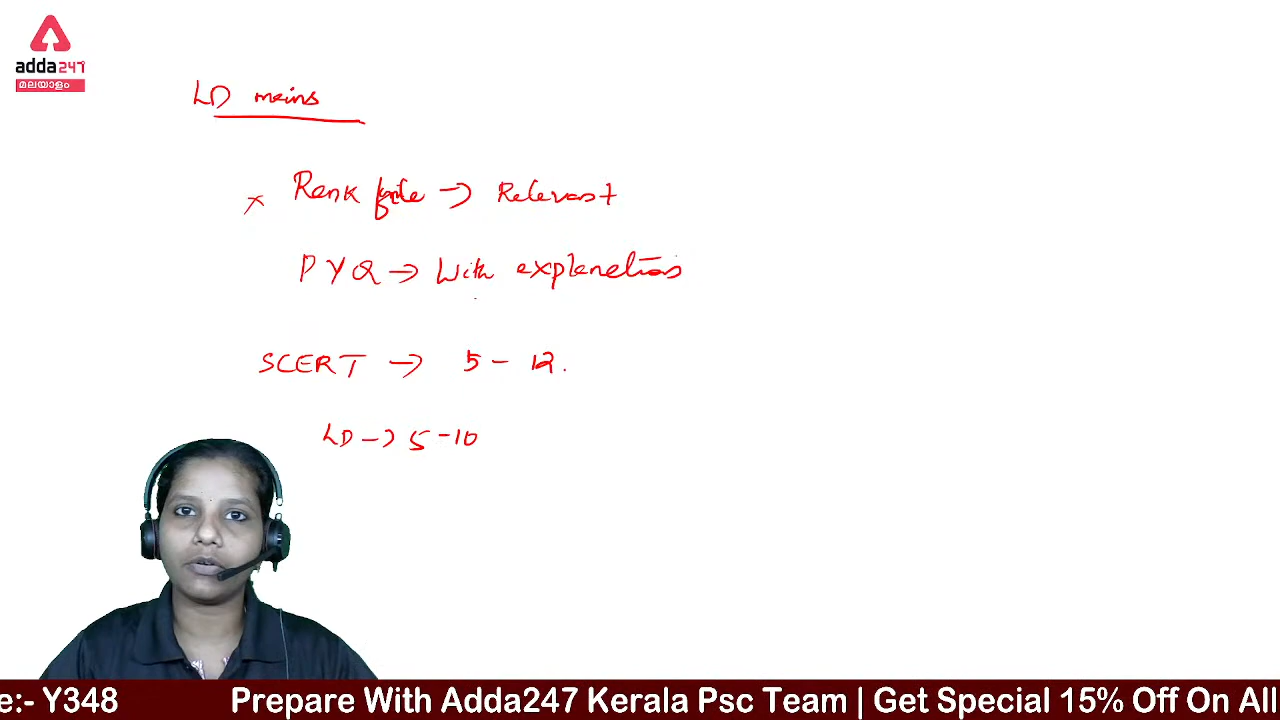 adda247
മലയാളം
LD mains
x Rank file → Relevant
PYQ → With explanations
SCERT → 5 - 12.
LD → 5 - 10
e:- Y348 Prepare With Adda247 Kerala Psc Team | Get Special 15% Off On All